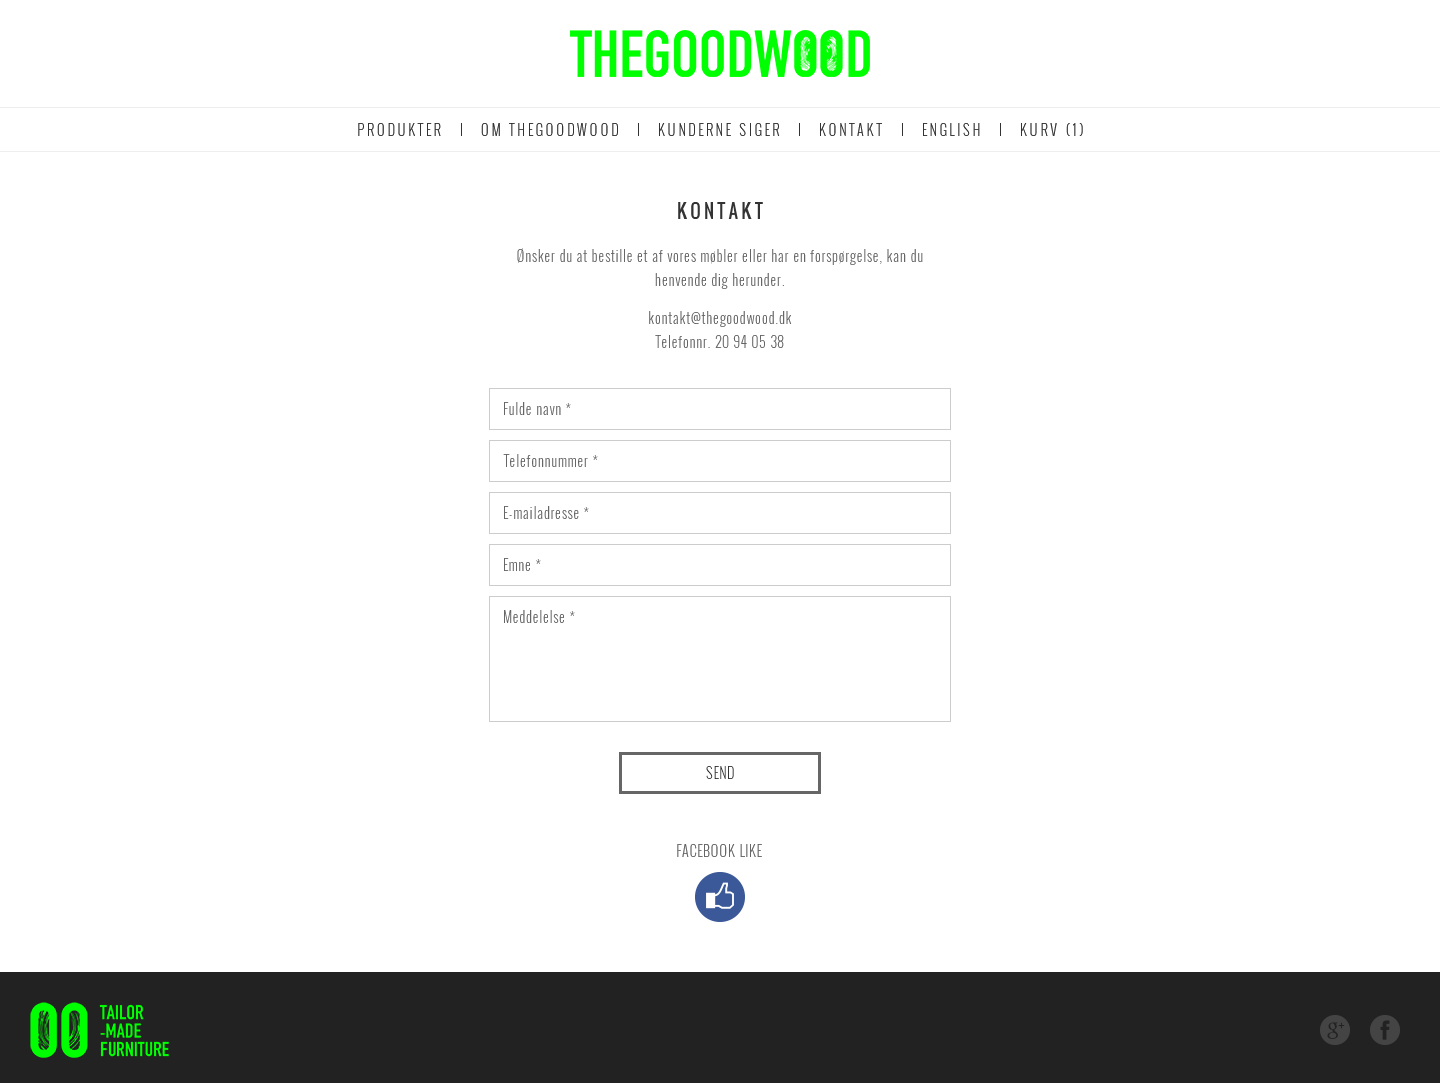 THEGOODWOOD
PRODUKTER | OM THEGOODWOOD | KUNDERNE SIGER | KONTAKT | ENGLISH | KURV (1)
KONTAKT
Ønsker du at bestille et af vores møbler eller har en forspørgelse, kan du
henvende dig herunder.
kontakt@thegoodwood.dk
Telefonnr. 20 94 05 38
Fulde navn *
Telefonnummer *
E-mailadresse *
Emne *
Meddelelse *
SEND
FACEBOOK LIKE
TAILOR
-MADE
FURNITURE